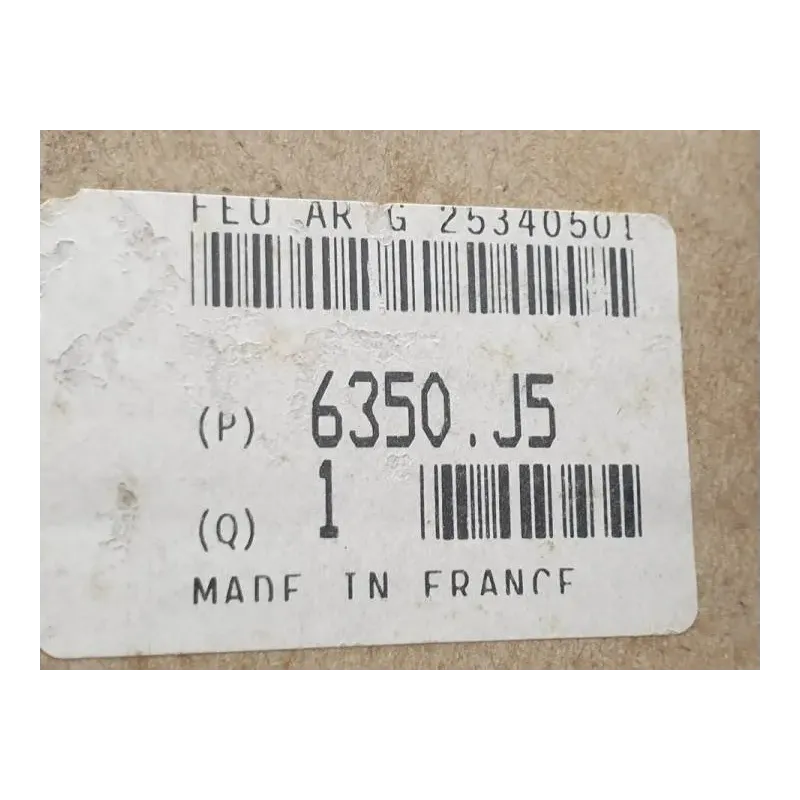 FEU AR G 25340501
(P) 6350.J5
(Q) 1
MADE IN FRANCE